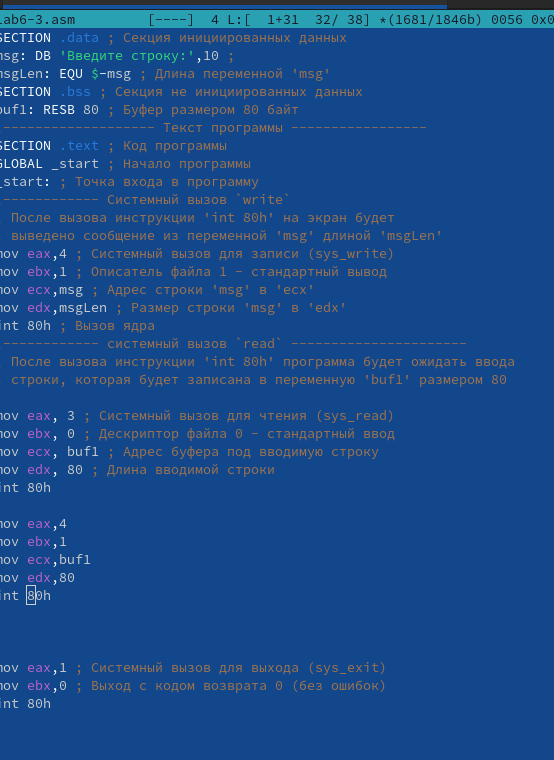 ab6-3.asm [----] 4 L:[ 1+31 32/ 38] *(1681/1846b) 0056 0x0
SECTION .data ; Секция инициированных данных
msg: DB 'Введите строку:',10 ;
msgLen: EQU $-msg ; Длина переменной 'msg'
SECTION .bss ; Секция не инициированных данных
buf1: RESB 80 ; Буфер размером 80 байт
------------------- Текст программы -----------------
SECTION .text ; Код программы
GLOBAL _start ; Начало программы
_start: ; Точка входа в программу
------------ Cистемный вызов `write`
После вызова инструкции 'int 80h' на экран будет
выведено сообщение из переменной 'msg' длиной 'msgLen'
mov eax,4 ; Системный вызов для записи (sys_write)
mov ebx,1 ; Описатель файла 1 - стандартный вывод
mov ecx,msg ; Адрес строки 'msg' в 'ecx'
mov edx,msgLen ; Размер строки 'msg' в 'edx'
int 80h ; Вызов ядра
------------ системный вызов `read` ----------------------
После вызова инструкции 'int 80h' программа будет ожидать ввода
строки, которая будет записана в переменную 'buf1' размером 80
mov eax, 3 ; Системный вызов для чтения (sys_read)
mov ebx, 0 ; Дескриптор файла 0 - стандартный ввод
mov ecx, buf1 ; Адрес буфера под вводимую строку
mov edx, 80 ; Длина вводимой строки
int 80h
mov eax,4
mov ebx,1
mov ecx,buf1
mov edx,80
int 80h
mov eax,1 ; Системный вызов для выхода (sys_exit)
mov ebx,0 ; Выход с кодом возврата 0 (без ошибок)
int 80h